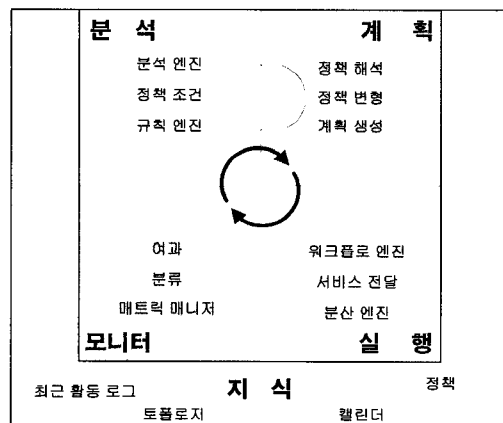 분 석 계 획
분석 엔진 정책 해석
정책 조건 정책 변형
규칙 엔진 계획 생성
여과 워크플로 엔진
분류 서비스 전달
매트릭 매니저 분산 엔진
모니터 실 행
최근 활동 로그 지 식 정책
토폴로지 캘린더